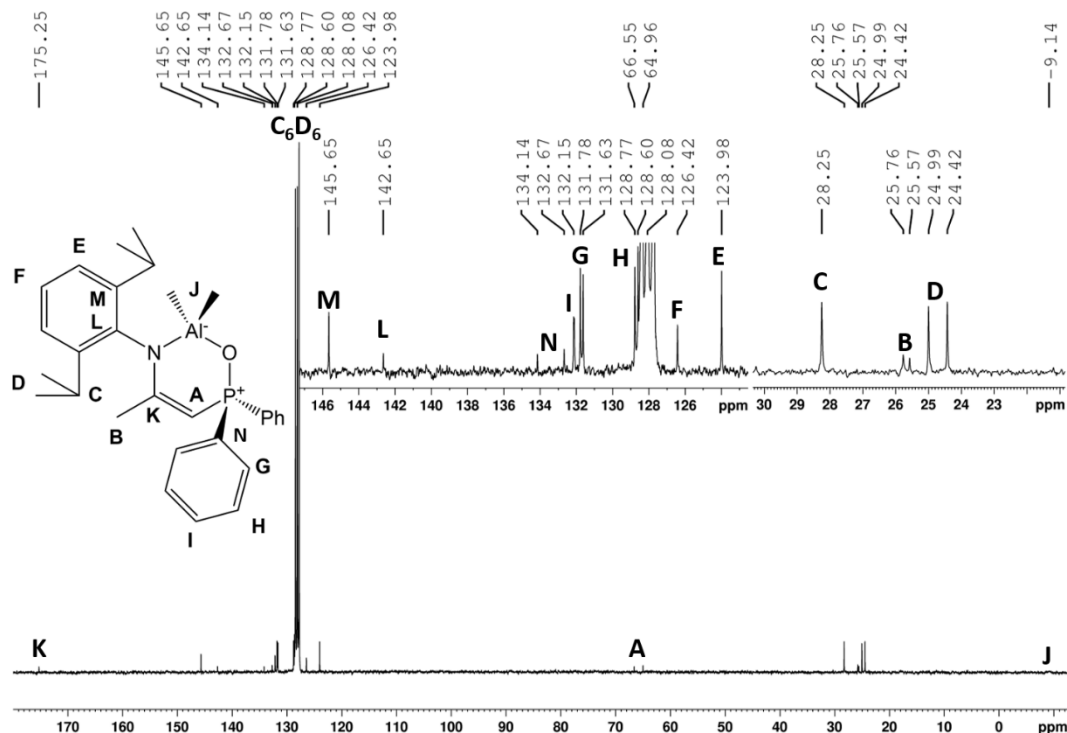 175.25
145.65
142.65
134.14
132.67
132.15
131.78
131.63
128.77
128.60
128.08
126.42
123.98
66.55
64.96
28.25
25.76
25.57
24.99
24.42
-9.14
C6D6
145.65
142.65
134.14
132.67
132.15
131.78
131.63
128.77
128.60
128.08
126.42
123.98
28.25
25.76
25.57
24.99
24.42
E
F
M
J
L
Al-
N
O
D
C
A
P+
Ph
K
B
N
G
H
I
M
L
N
I
G
H
F
E
C
B
D
146 144 142 140 138 136 134 132 130 128 126 124 ppm
30 29 28 27 26 25 24 23 ppm
K
A
J
170 160 150 140 130 120 110 100 90 80 70 60 50 40 30 20 10 0 ppm